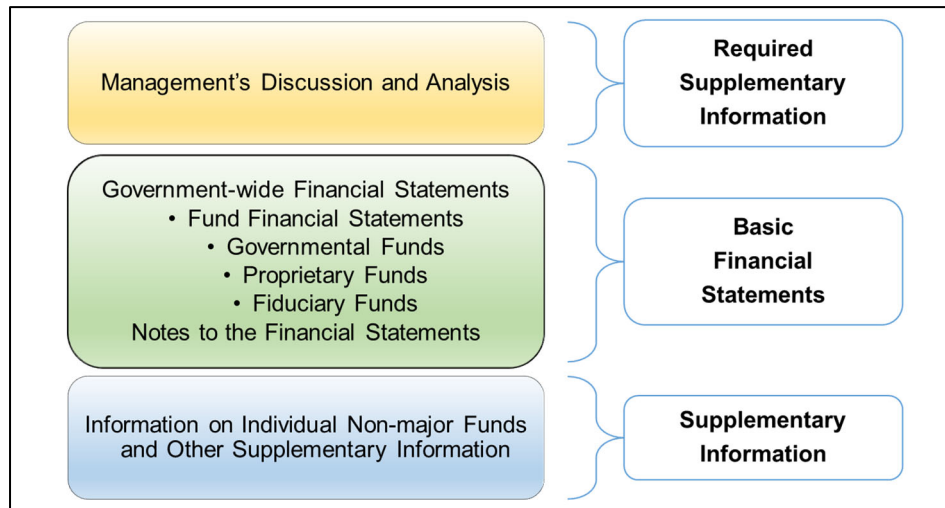 Management’s Discussion and Analysis
Required
Supplementary
Information
Government-wide Financial Statements
• Fund Financial Statements
• Governmental Funds
• Proprietary Funds
• Fiduciary Funds
Notes to the Financial Statements
Basic
Financial
Statements
Information on Individual Non-major Funds
and Other Supplementary Information
Supplementary
Information